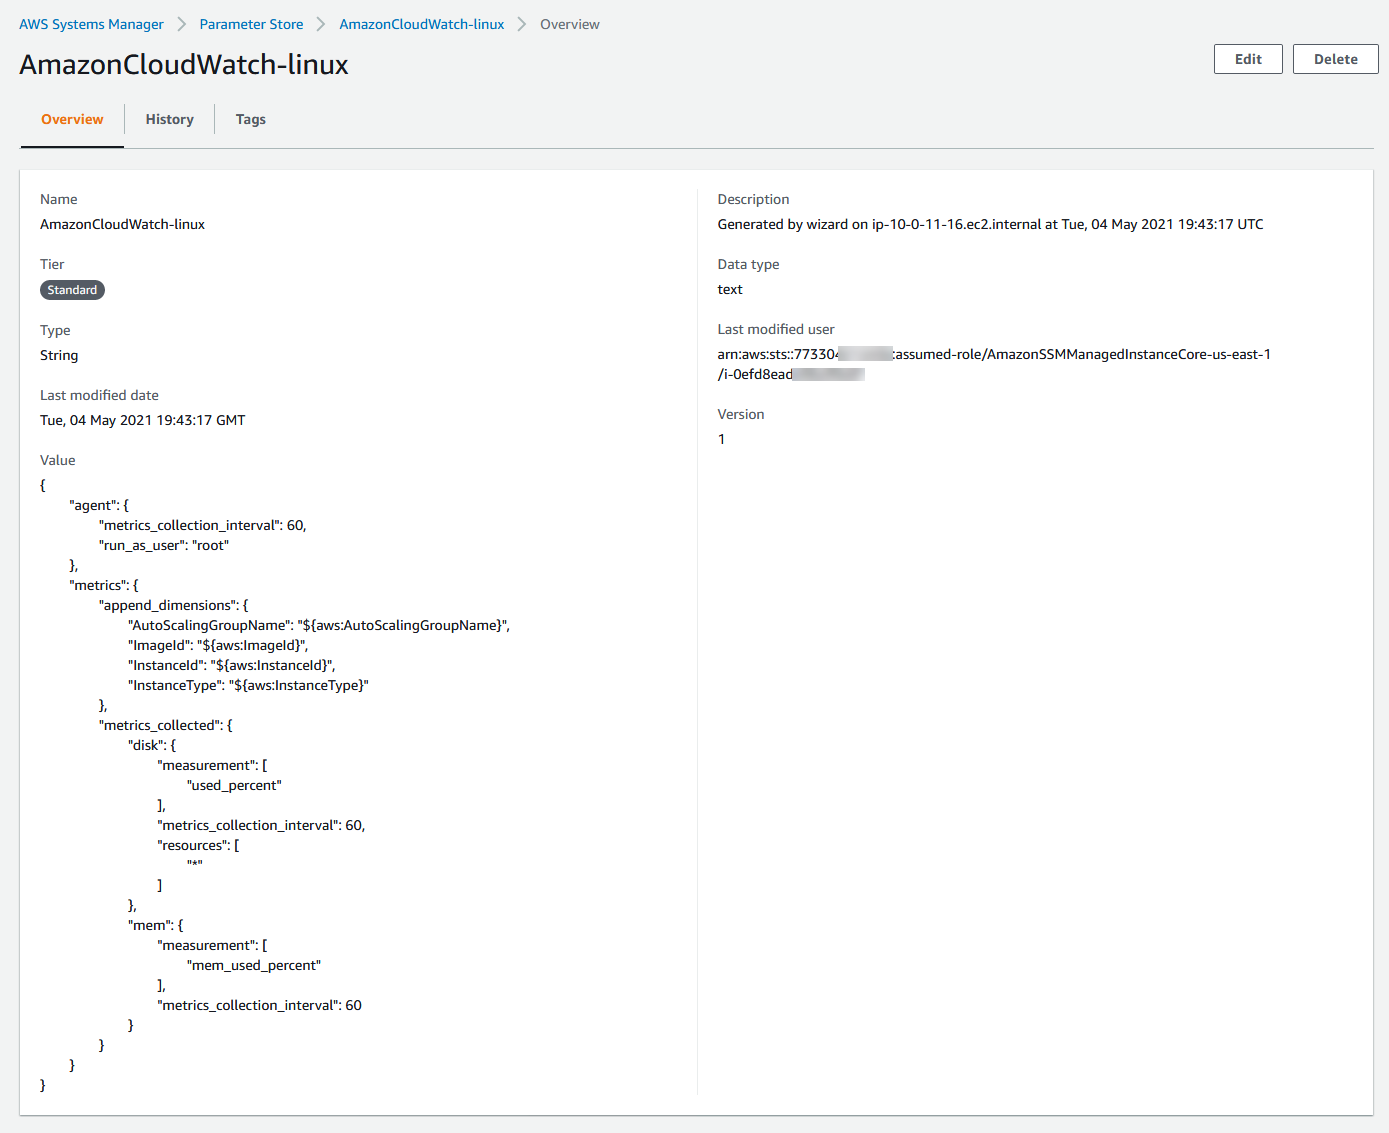 AWS Systems Manager > Parameter Store > AmazonCloudWatch-linux > Overview
AmazonCloudWatch-linux
Edit
Delete
Overview
History
Tags
Name
AmazonCloudWatch-linux
Tier
Standard
Type
String
Last modified date
Tue, 04 May 2021 19:43:17 GMT
Value
{
"agent": {
"metrics_collection_interval": 60,
"run_as_user": "root"
},
"metrics": {
"append_dimensions": {
"AutoScalingGroupName": "${aws:AutoScalingGroupName}",
"ImageId": "${aws:ImageId}",
"InstanceId": "${aws:InstanceId}",
"InstanceType": "${aws:InstanceType}"
},
"metrics_collected": {
"disk": {
"measurement": [
"used_percent"
],
"metrics_collection_interval": 60,
"resources": [
"*"
]
},
"mem": {
"measurement": [
"mem_used_percent"
],
"metrics_collection_interval": 60
}
}
}
}
Description
Generated by wizard on ip-10-0-11-16.ec2.internal at Tue, 04 May 2021 19:43:17 UTC
Data type
text
Last modified user
arn:aws:sts::77330 :assumed-role/AmazonSSMManagedInstanceCore-us-east-1
/i-0efd8ead
Version
1